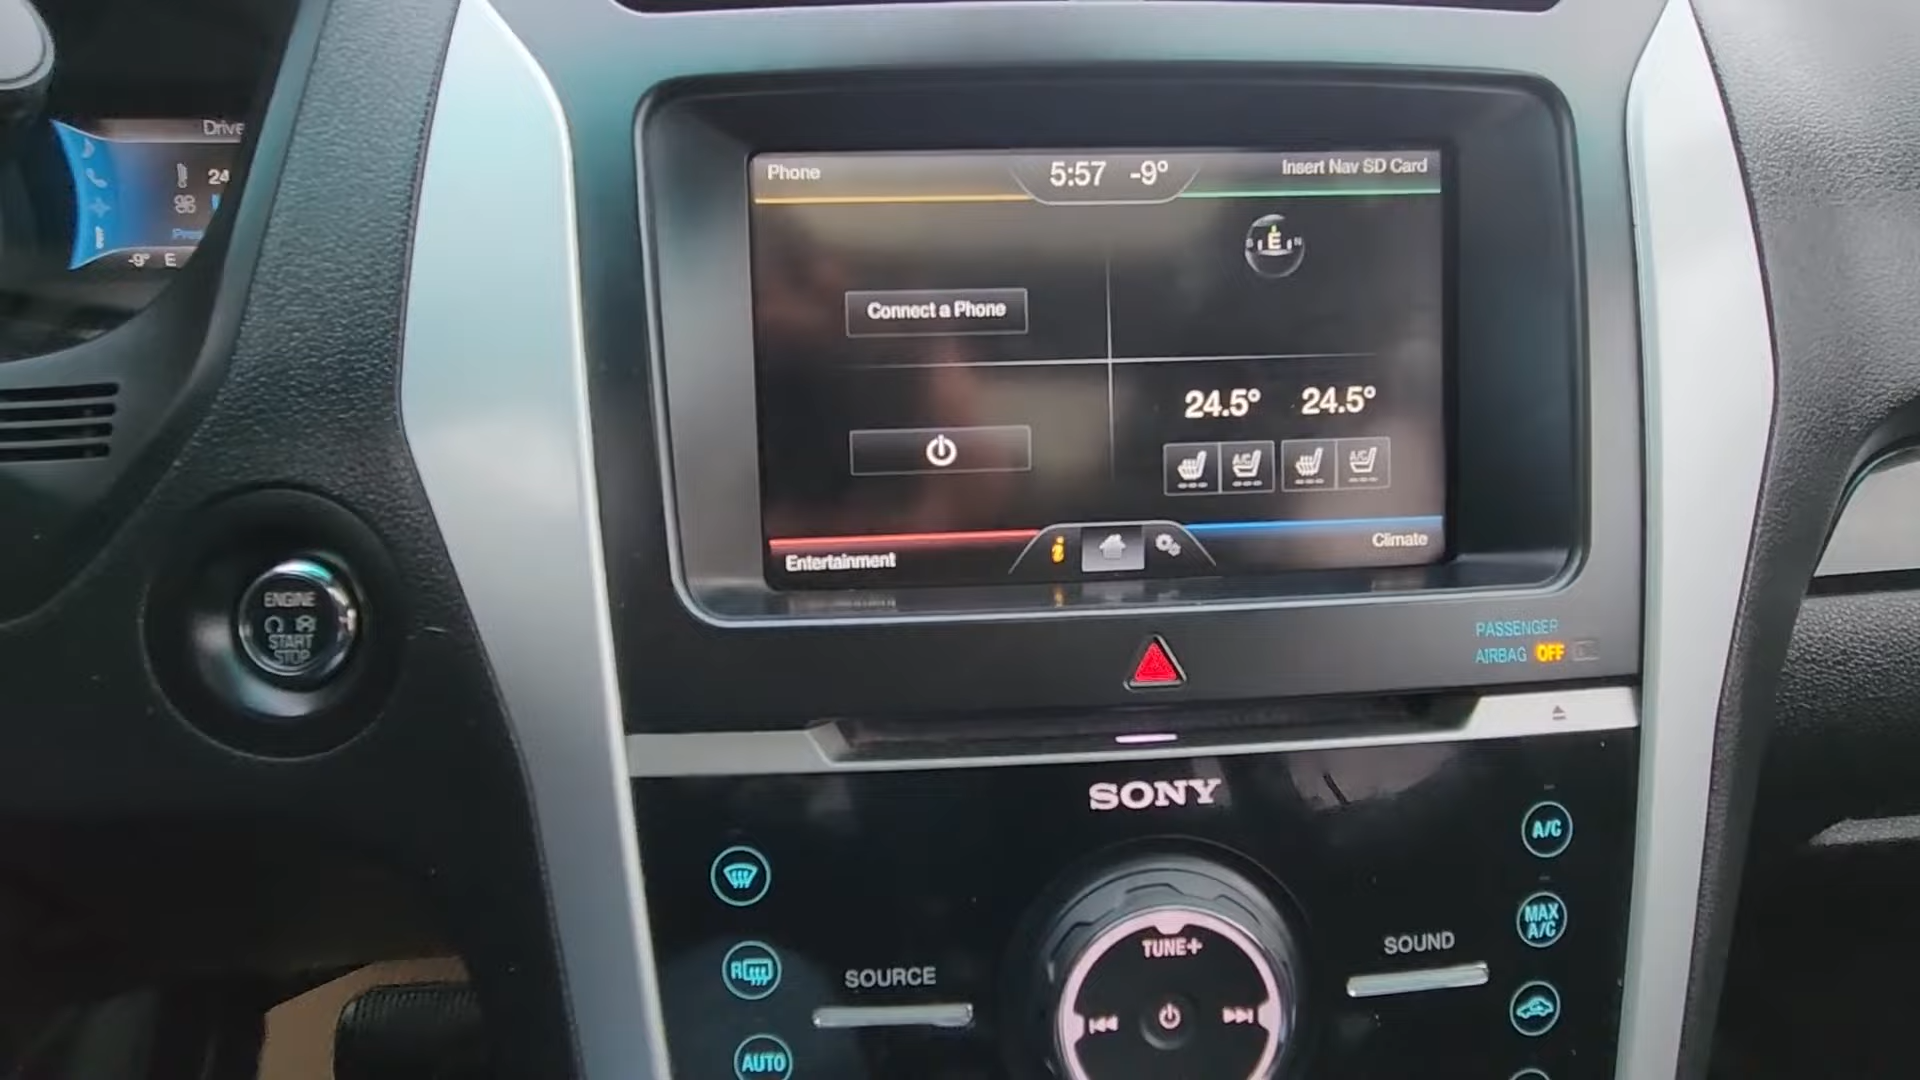 Drive
24
-9° E
Phone
5:57 -9°
Insert Nav SD Card
S E N
Connect a Phone
24.5° 24.5°
A/C A/C
Entertainment
i
Climate
ENGINE
START
STOP
PASSENGER
AIRBAG OFF
SONY
A/C
MAX
A/C
TUNE+
SOUND
R
SOURCE
AUTO